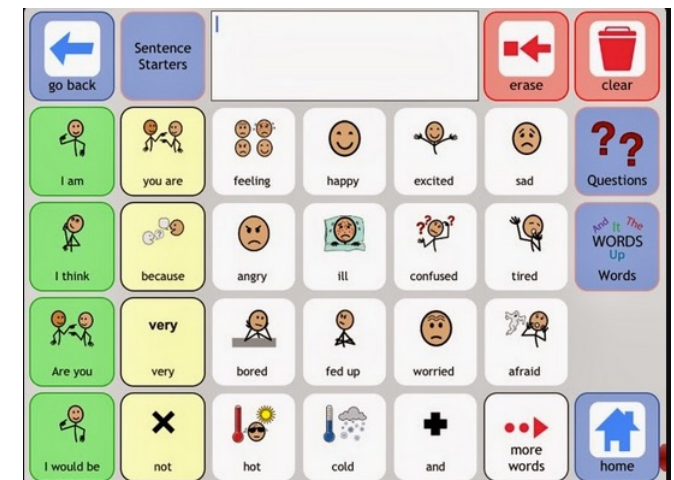 Sentence
Starters
go back
erase
clear
I am
you are
feeling
happy
excited
sad
??
Questions
I think
because
angry
ill
??
?
confused
tired
And It The
WORDS
Up
Words
Are you
very
very
bored
fed up
worried
afraid
I would be
not
hot
cold
and
more
words
home